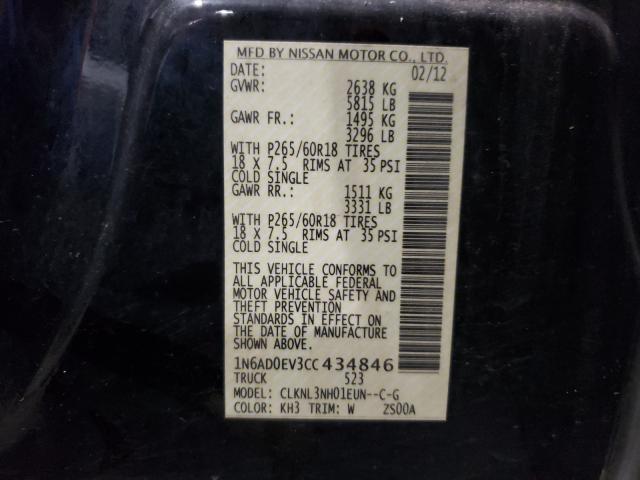 MFD BY NISSAN MOTOR CO., LTD.
DATE: 02/12
GVWR: 2638 KG
5815 LB
GAWR FR.: 1495 KG
3296 LB
WITH P265/60R18 TIRES
18 X 7.5 RIMS AT 35 PSI
COLD SINGLE
GAWR RR.: 1511 KG
3331 LB
WITH P265/60R18 TIRES
18 X 7.5 RIMS AT 35 PSI
COLD SINGLE
THIS VEHICLE CONFORMS TO
ALL APPLICABLE FEDERAL
MOTOR VEHICLE SAFETY AND
THEFT PREVENTION
STANDARDS IN EFFECT ON
THE DATE OF MANUFACTURE
SHOWN ABOVE.
1N6AD0EV3CC434846
TRUCK 523
MODEL: CLKNL3NH01EUN--C-G
COLOR: KH3 TRIM: W ZS00A